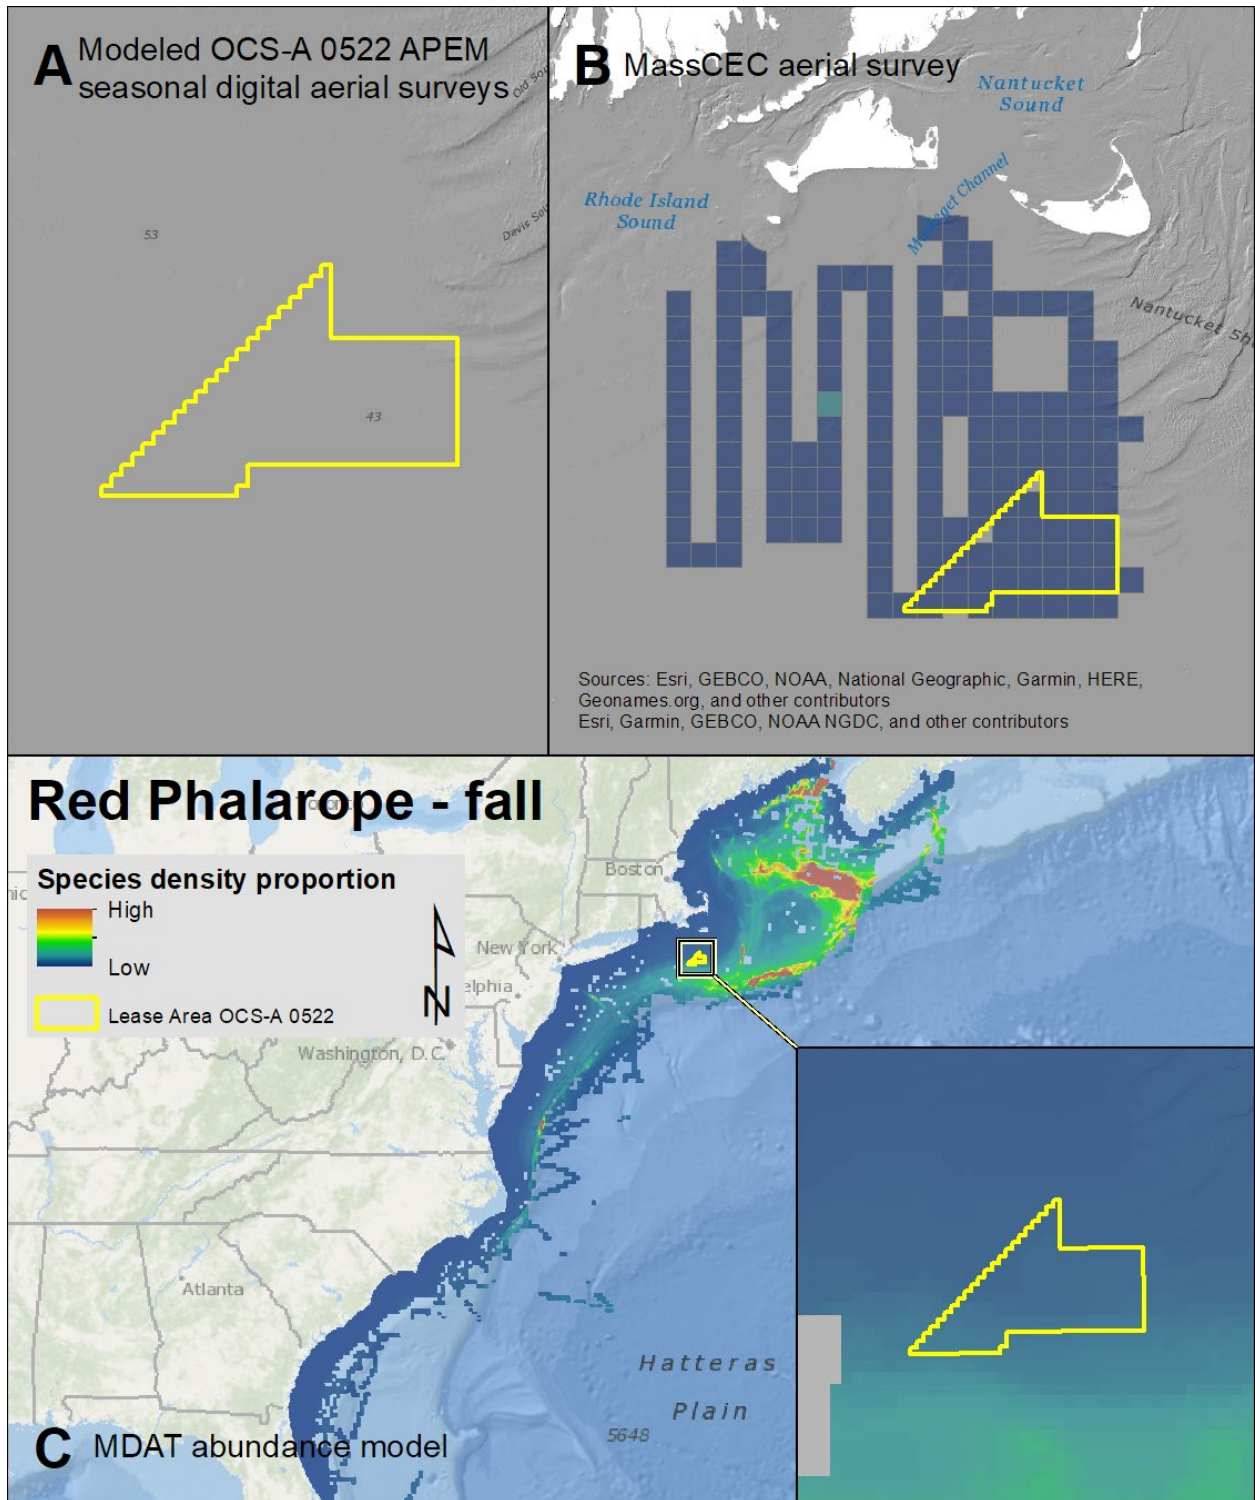 A Modeled OCS-A 0522 APEM
seasonal digital aerial surveys
53
43
B MassCEC aerial survey
Nantucket
Sound
Rhode Island
Sound
Channel
Nantucket
Sources: Esri, GEBCO, NOAA, National Geographic, Garmin, HERE,
Geonames.org, and other contributors
Esri, Garmin, GEBCO, NOAA NGDC, and other contributors
Red Phalarope - fall
Species density proportion
High
Low
Lease Area OCS-A 0522
N
Boston
New York
elphia
Washington, D.C.
Atlanta
Hatteras
Plain
5648
C MDAT abundance model